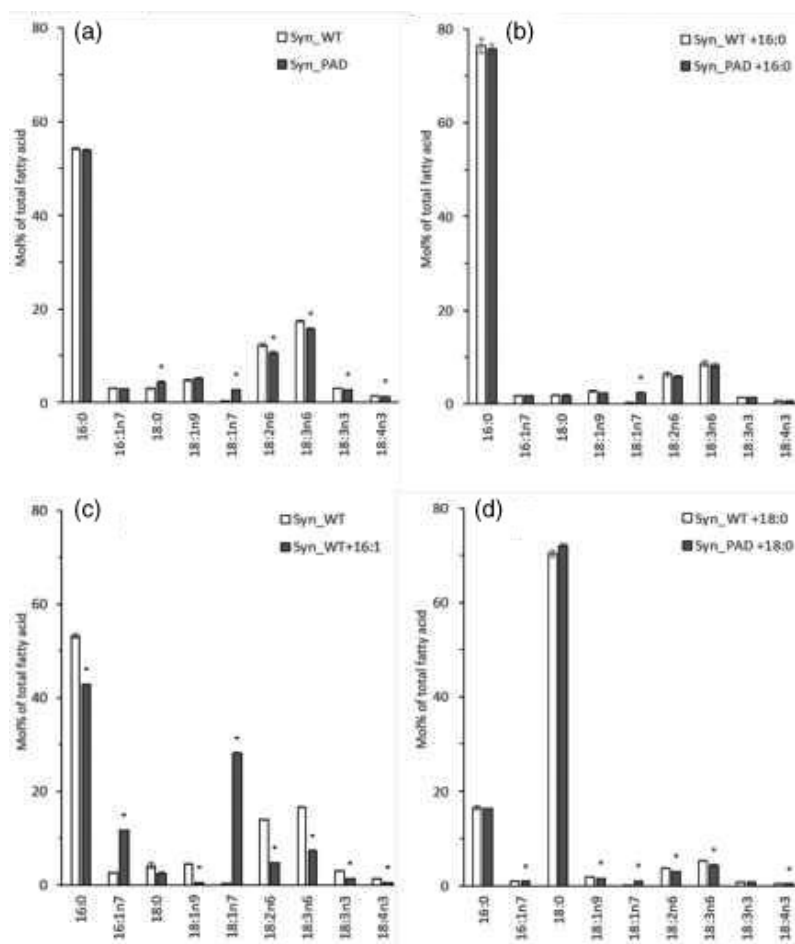 (a)
Syn_WT
Syn_PAD
Mol% of total fatty acid
80
60
40
20
0
16:0
16:1n7
18:0
18:1n9
18:1n7
18:2n6
18:3n6
18:3n3
18:4n3
(b)
Syn_WT +16:0
Syn_PAD +16:0
Mol% of total fatty acid
80
60
40
20
0
16:0
16:1n7
18:0
18:1n9
18:1n7
18:2n6
18:3n6
18:3n3
18:4n3
(c)
Syn_WT
Syn_WT+16:1
Mol% of total fatty acid
80
60
40
20
0
16:0
16:1n7
18:0
18:1n9
18:1n7
18:2n6
18:3n6
18:3n3
18:4n3
(d)
Syn_WT +18:0
Syn_PAD +18:0
Mol% of total fatty acid
80
60
40
20
0
16:0
16:1n7
18:0
18:1n9
18:1n7
18:2n6
18:3n6
18:3n3
18:4n3